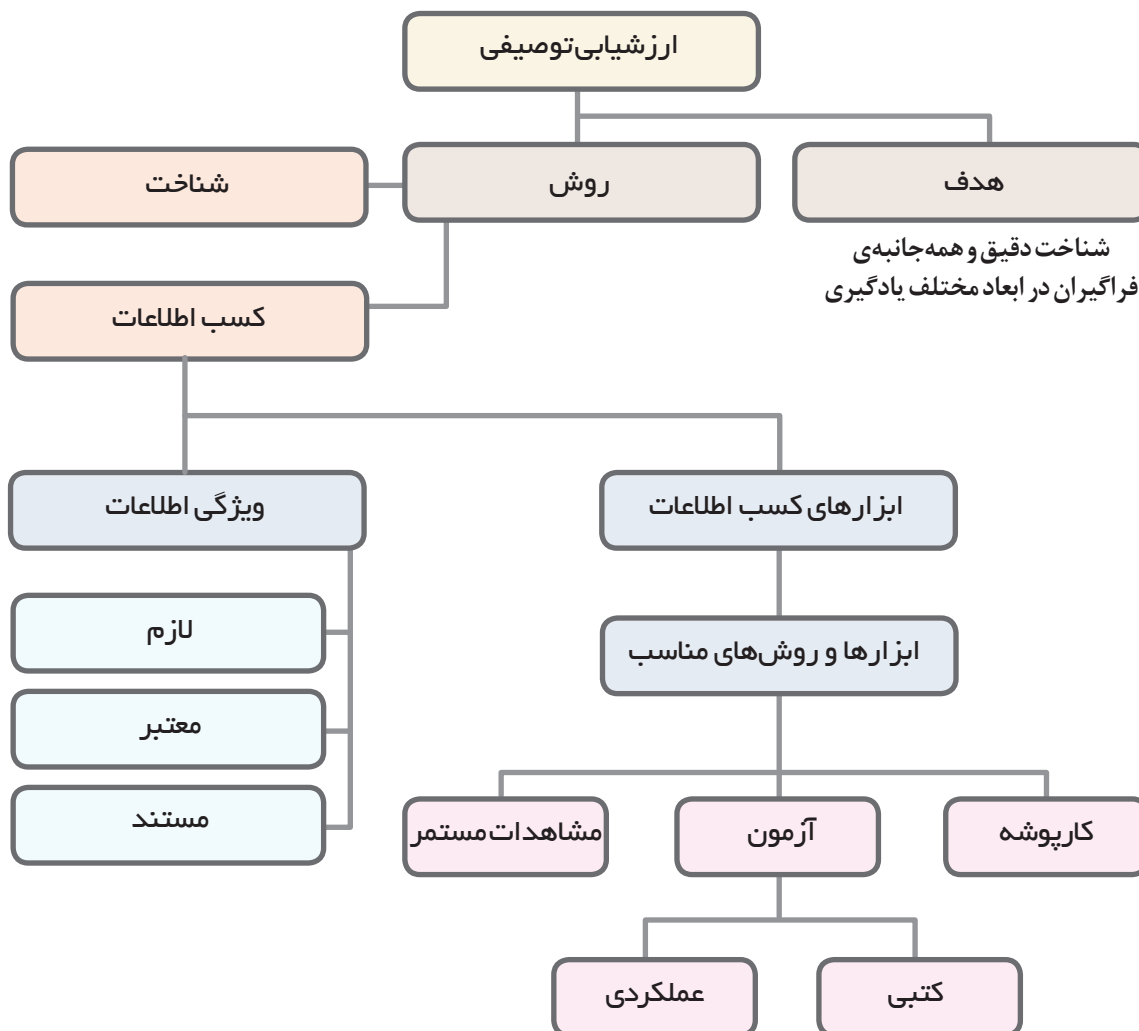 ارزشیابی توصیفی
هدف
روش
شناخت
شناخت دقیق و همه‌جانبه‌ی
فراگیران در ابعاد مختلف یادگیری
کسب اطلاعات
ابزارهای کسب اطلاعات
ویژگی اطلاعات
ابزارها و روش‌های مناسب
لازم
معتبر
مستند
کارپوشه
آزمون
مشاهدات مستمر
کتبی
عملکردی